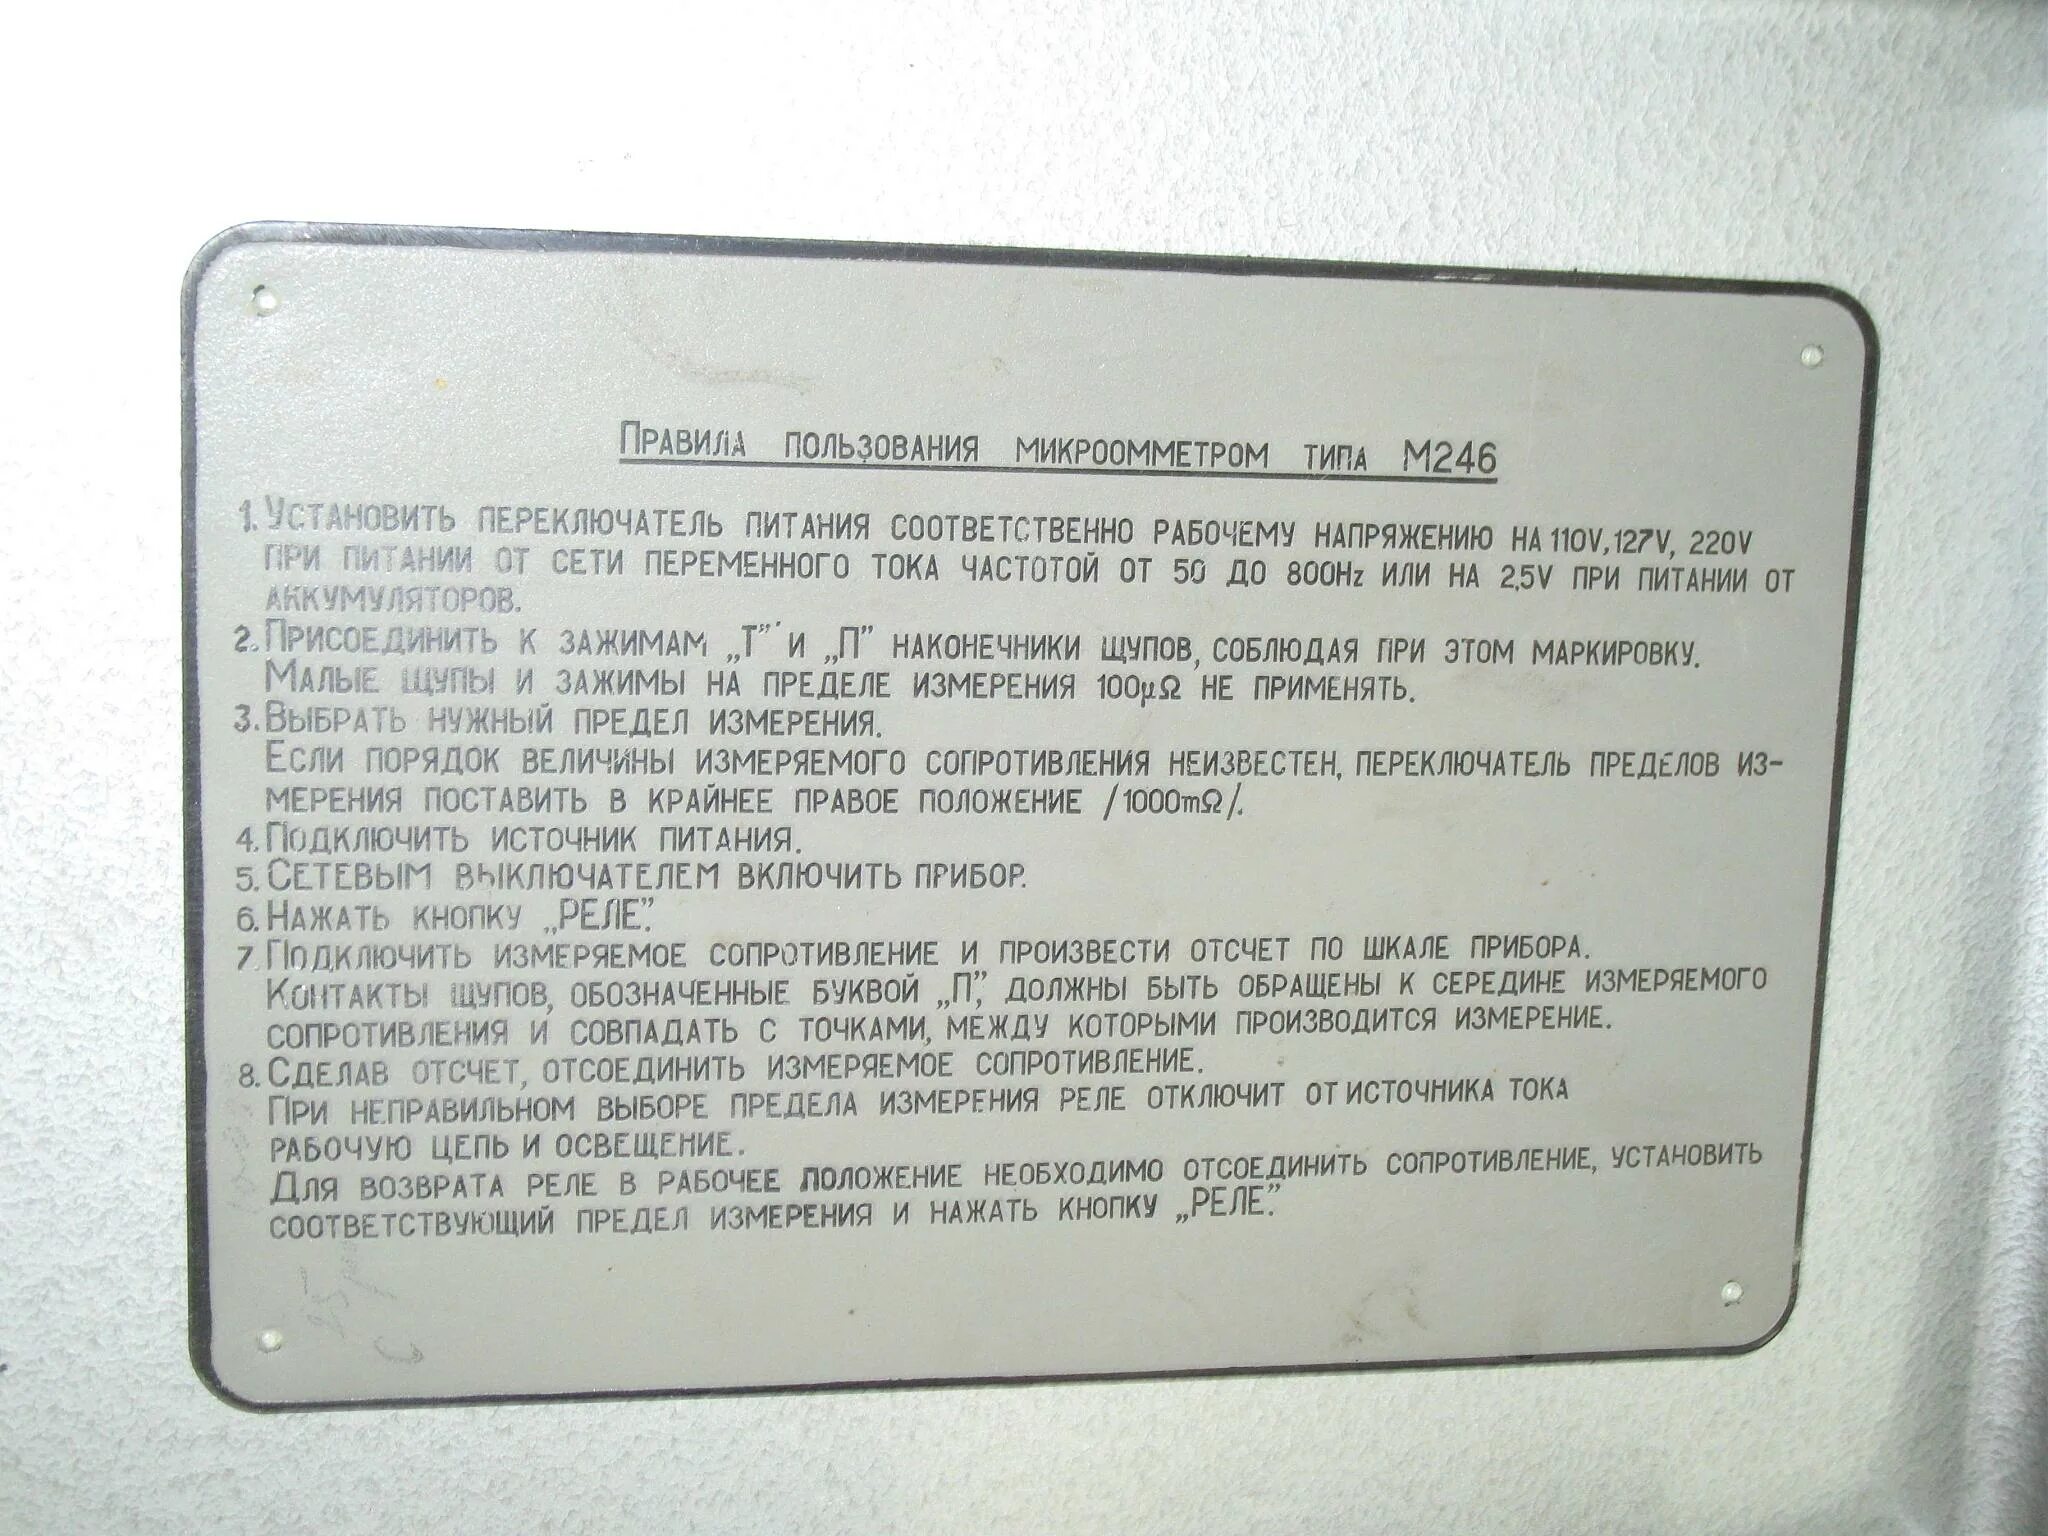 Правила пользования микроомметром типа М246
1. Установить переключатель питания соответственно рабочему напряжению на 110V, 127V, 220V
при питании от сети переменного тока частотой от 50 до 800Hz или на 2,5V при питании от
аккумуляторов.
2. Присоединить к зажимам „Т” и „П” наконечники щупов, соблюдая при этом маркировку.
Малые щупы и зажимы на пределе измерения 100μΩ не применять.
3. Выбрать нужный предел измерения.
Если порядок величины измеряемого сопротивления неизвестен, переключатель пределов из-
мерения поставить в крайнее правое положение /1000mΩ/.
4. Подключить источник питания.
5. Сетевым выключателем включить прибор.
6. Нажать кнопку „РЕЛЕ”.
7. Подключить измеряемое сопротивление и произвести отсчет по шкале прибора.
Контакты щупов, обозначенные буквой „П”, должны быть обращены к середине измеряемого
сопротивления и совпадать с точками, между которыми производится измерение.
8. Сделав отсчет, отсоединить измеряемое сопротивление.
При неправильном выборе предела измерения реле отключит от источника тока
рабочую цепь и освещение.
Для возврата реле в рабочее положение необходимо отсоединить сопротивление, установить
соответствующий предел измерения и нажать кнопку „РЕЛЕ”.